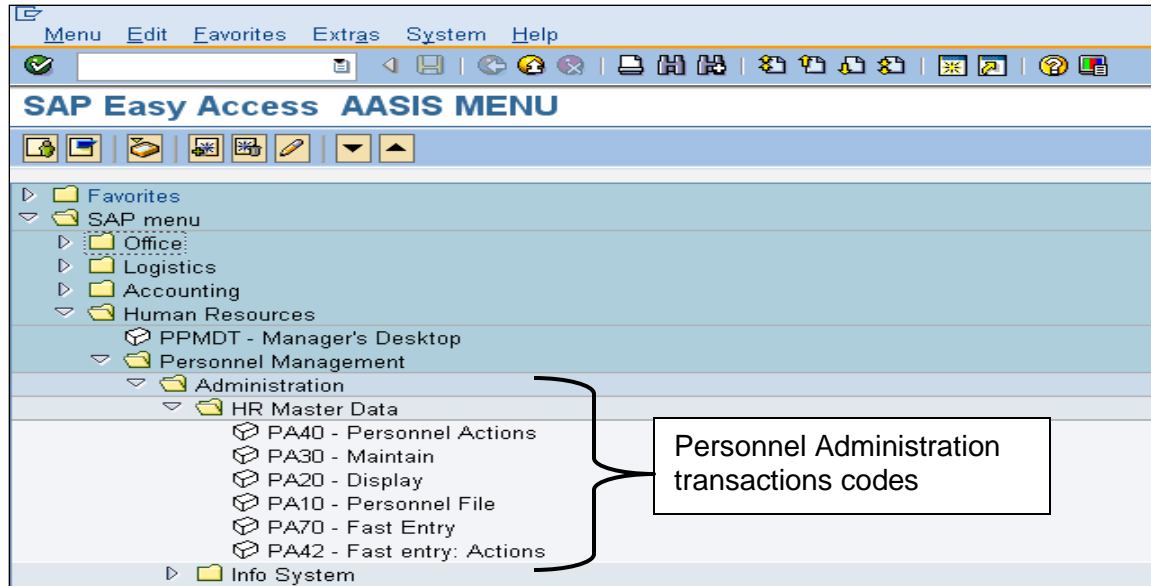 Menu Edit Favorites Extras System Help
SAP Easy Access AASIS MENU
Favorites
SAP menu
Office
Logistics
Accounting
Human Resources
PPMDT - Manager's Desktop
Personnel Management
Administration
HR Master Data
PA40 - Personnel Actions
PA30 - Maintain
PA20 - Display
PA10 - Personnel File
PA70 - Fast Entry
PA42 - Fast entry: Actions
Info System
Personnel Administration
transactions codes